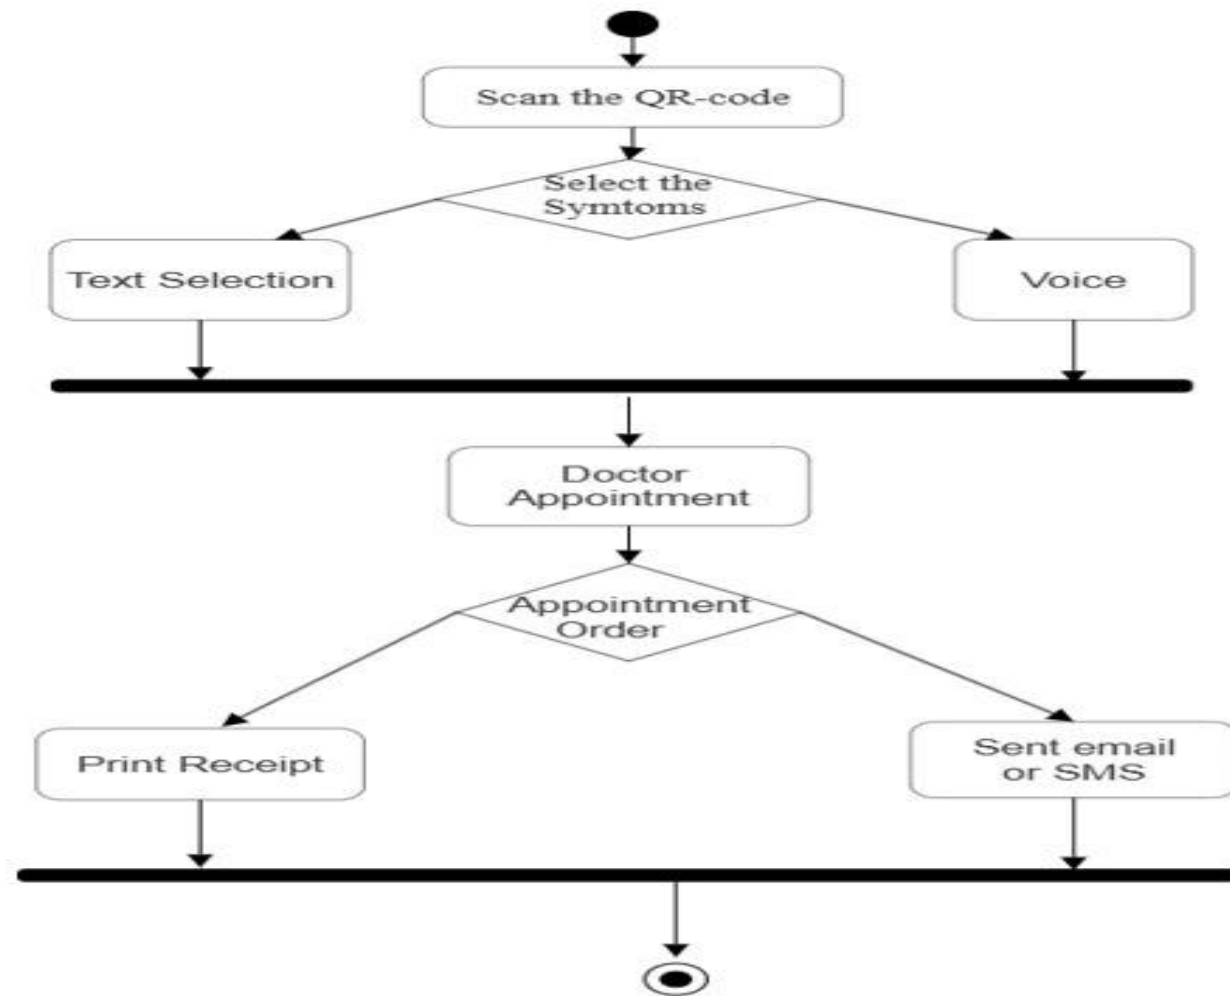 Scan the QR-code
Select the
Symtoms
Text Selection
Voice
Doctor
Appointment
Appointment
Order
Print Receipt
Sent email
or SMS